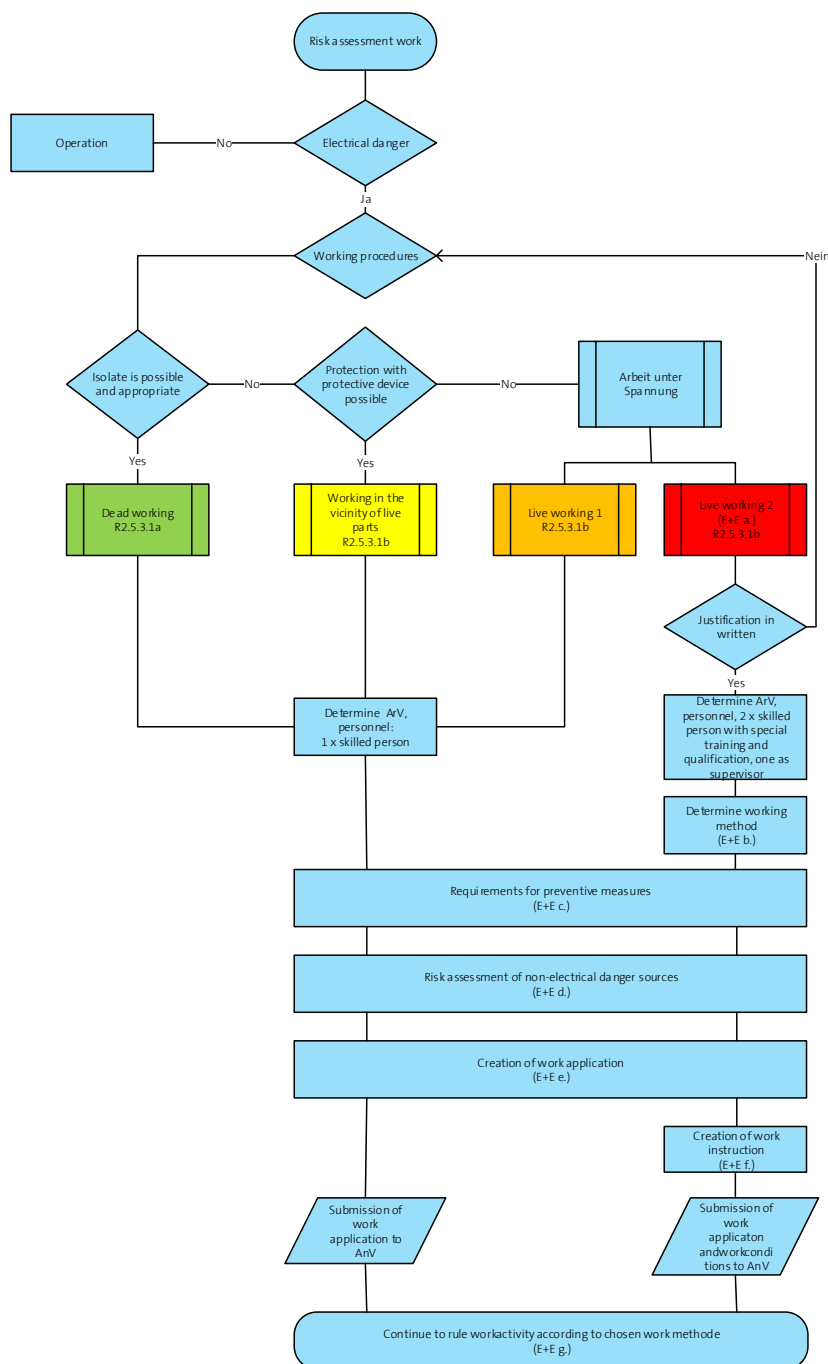 Risk assessment work
Operation
No
Electrical danger
Ja
Working procedures
Nein
Isolate is possible
and appropriate
No
Protection with
protective device
possible
No
Arbeit unter
Spannung
Yes
Yes
Dead working
R2.5.3.1a
Working in the
vicinity of live
parts
R2.5.3.1b
Live working 1
R2.5.3.1b
Live working 2
(E+E a.)
R2.5.3.1b
Justification in
written
Yes
Determine ArV,
personnel:
1 x skilled person
Determine ArV,
personnel, 2 x skilled
person with special
training and
qualification, one as
supervisor
Determine working
method
(E+E b.)
Requirements for preventive measures
(E+E c.)
Risk assessment of non-electrical danger sources
(E+E d.)
Creation of work application
(E+E e.)
Creation of work
instruction
(E+E f.)
Submission of
work
application to
AnV
Submission of
work
applicaton
andworkcondi
tions to AnV
Continue to rule workactivity according to chosen work methode
(E+E g.)